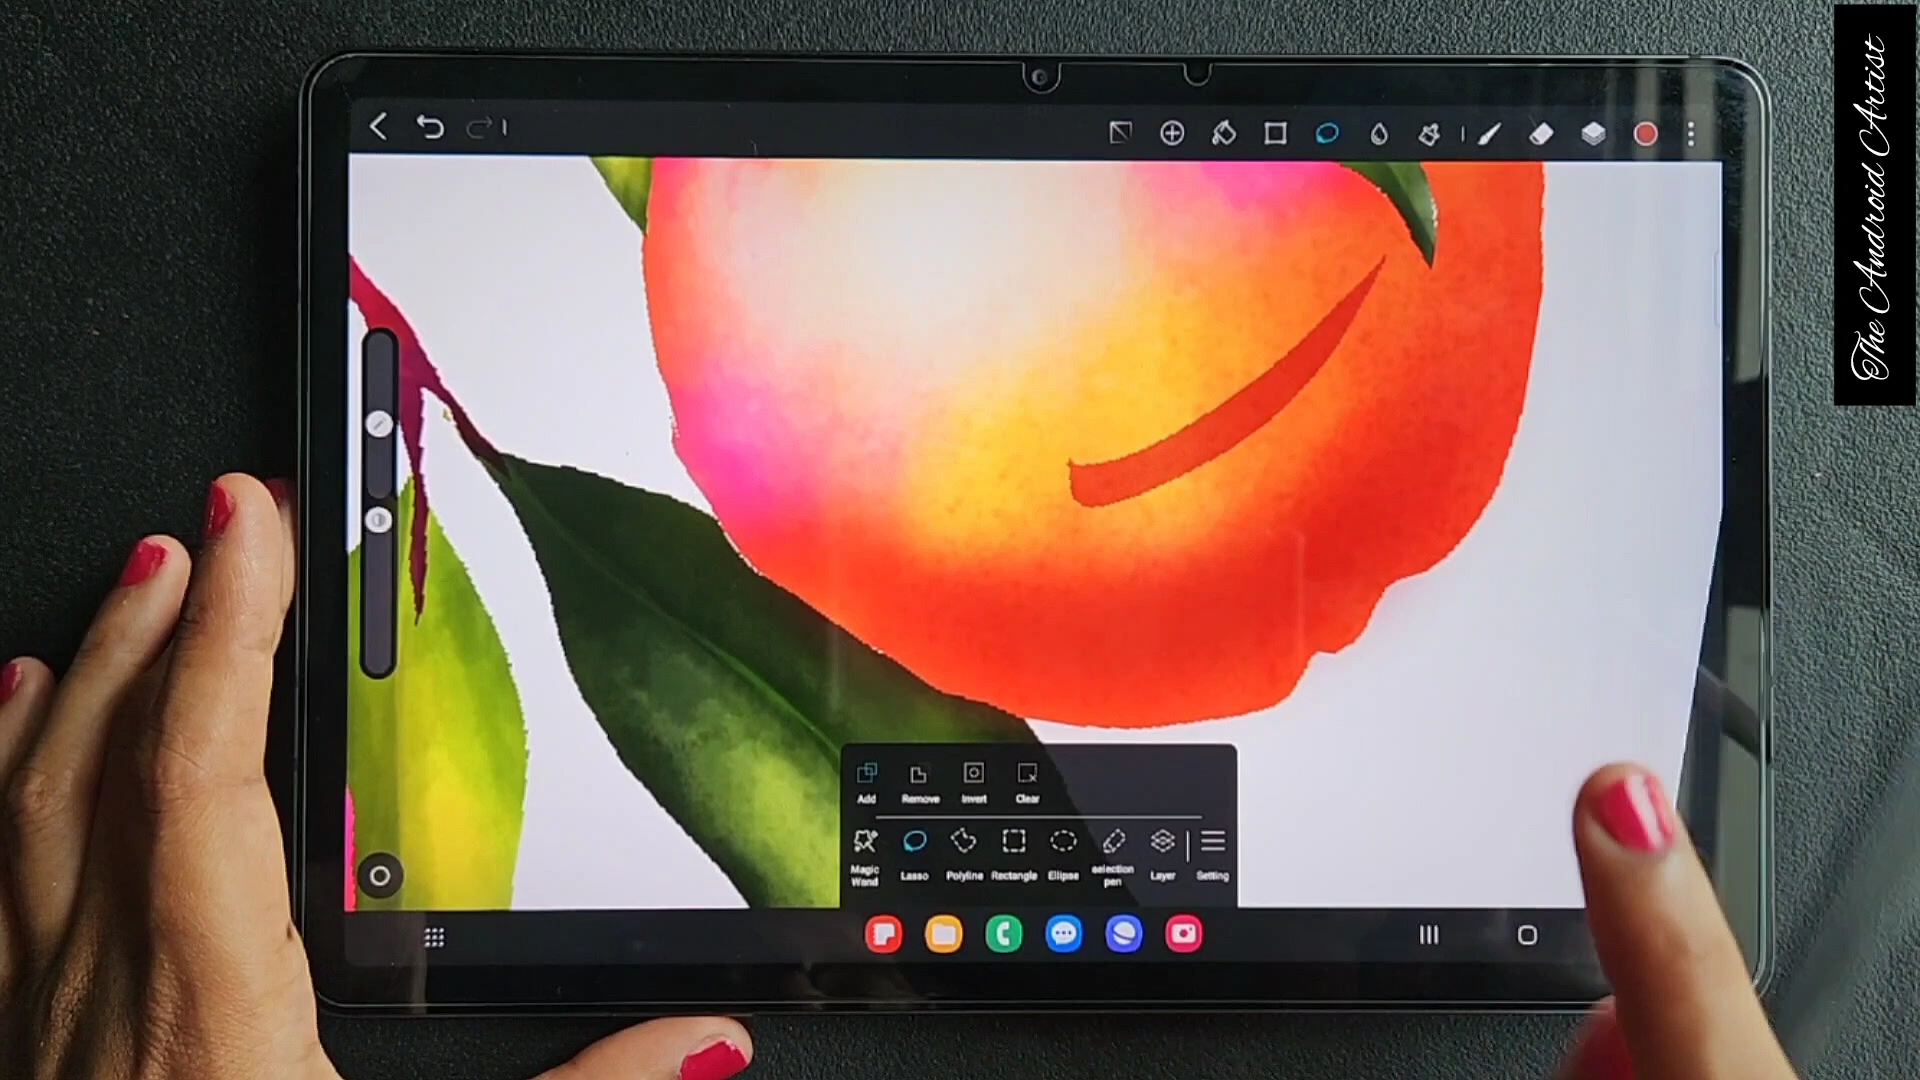 The Android Artist
Add Remove Invert Clear
Magic Wand Lasso Polyline Rectangle Ellipse selection pen Layer Setting